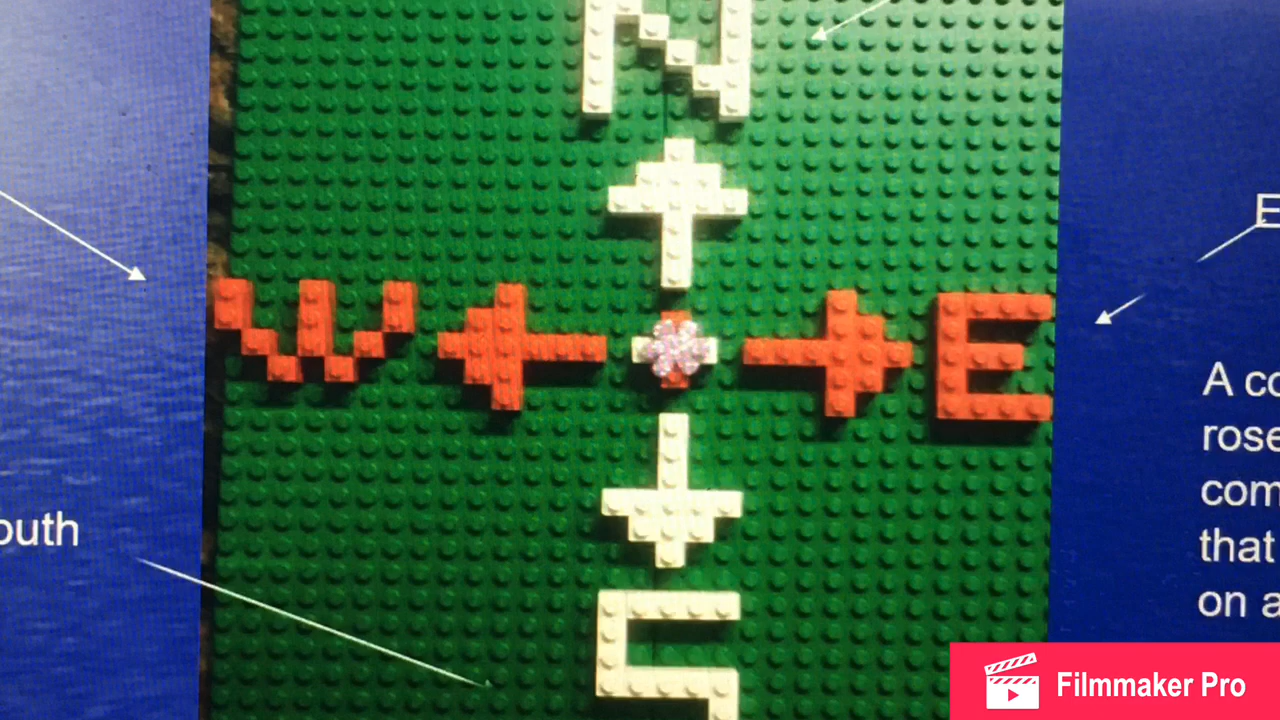 N
E
W
E
A co
rose
com
outh
that
on a
S
Filmmaker Pro